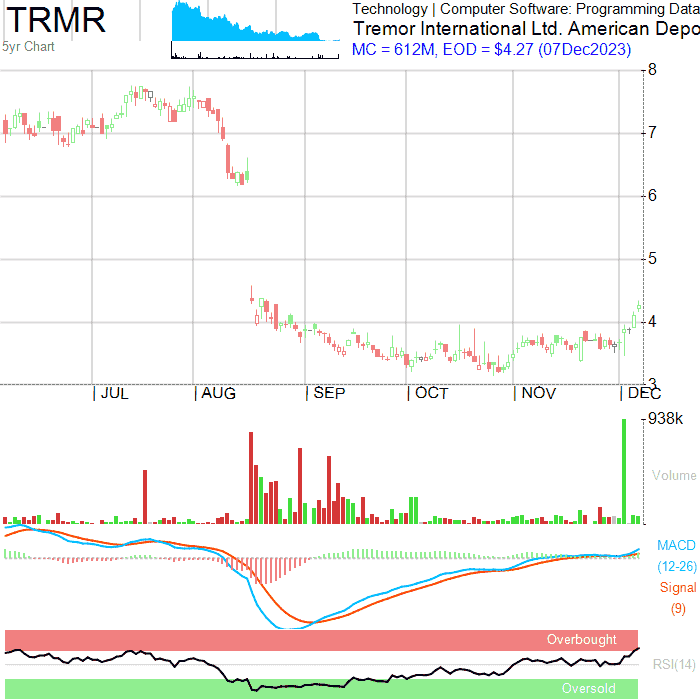 TRMR
5yr Chart
Technology | Computer Software: Programming Data
Tremor International Ltd. American Depo
MC = 612M, EOD = $4.27 (07Dec2023)
8
7
6
5
4
3
JUL
AUG
SEP
OCT
NOV
DEC
938k
Volume
MACD
(12-26)
Signal
(9)
Overbought
RSI(14)
Oversold